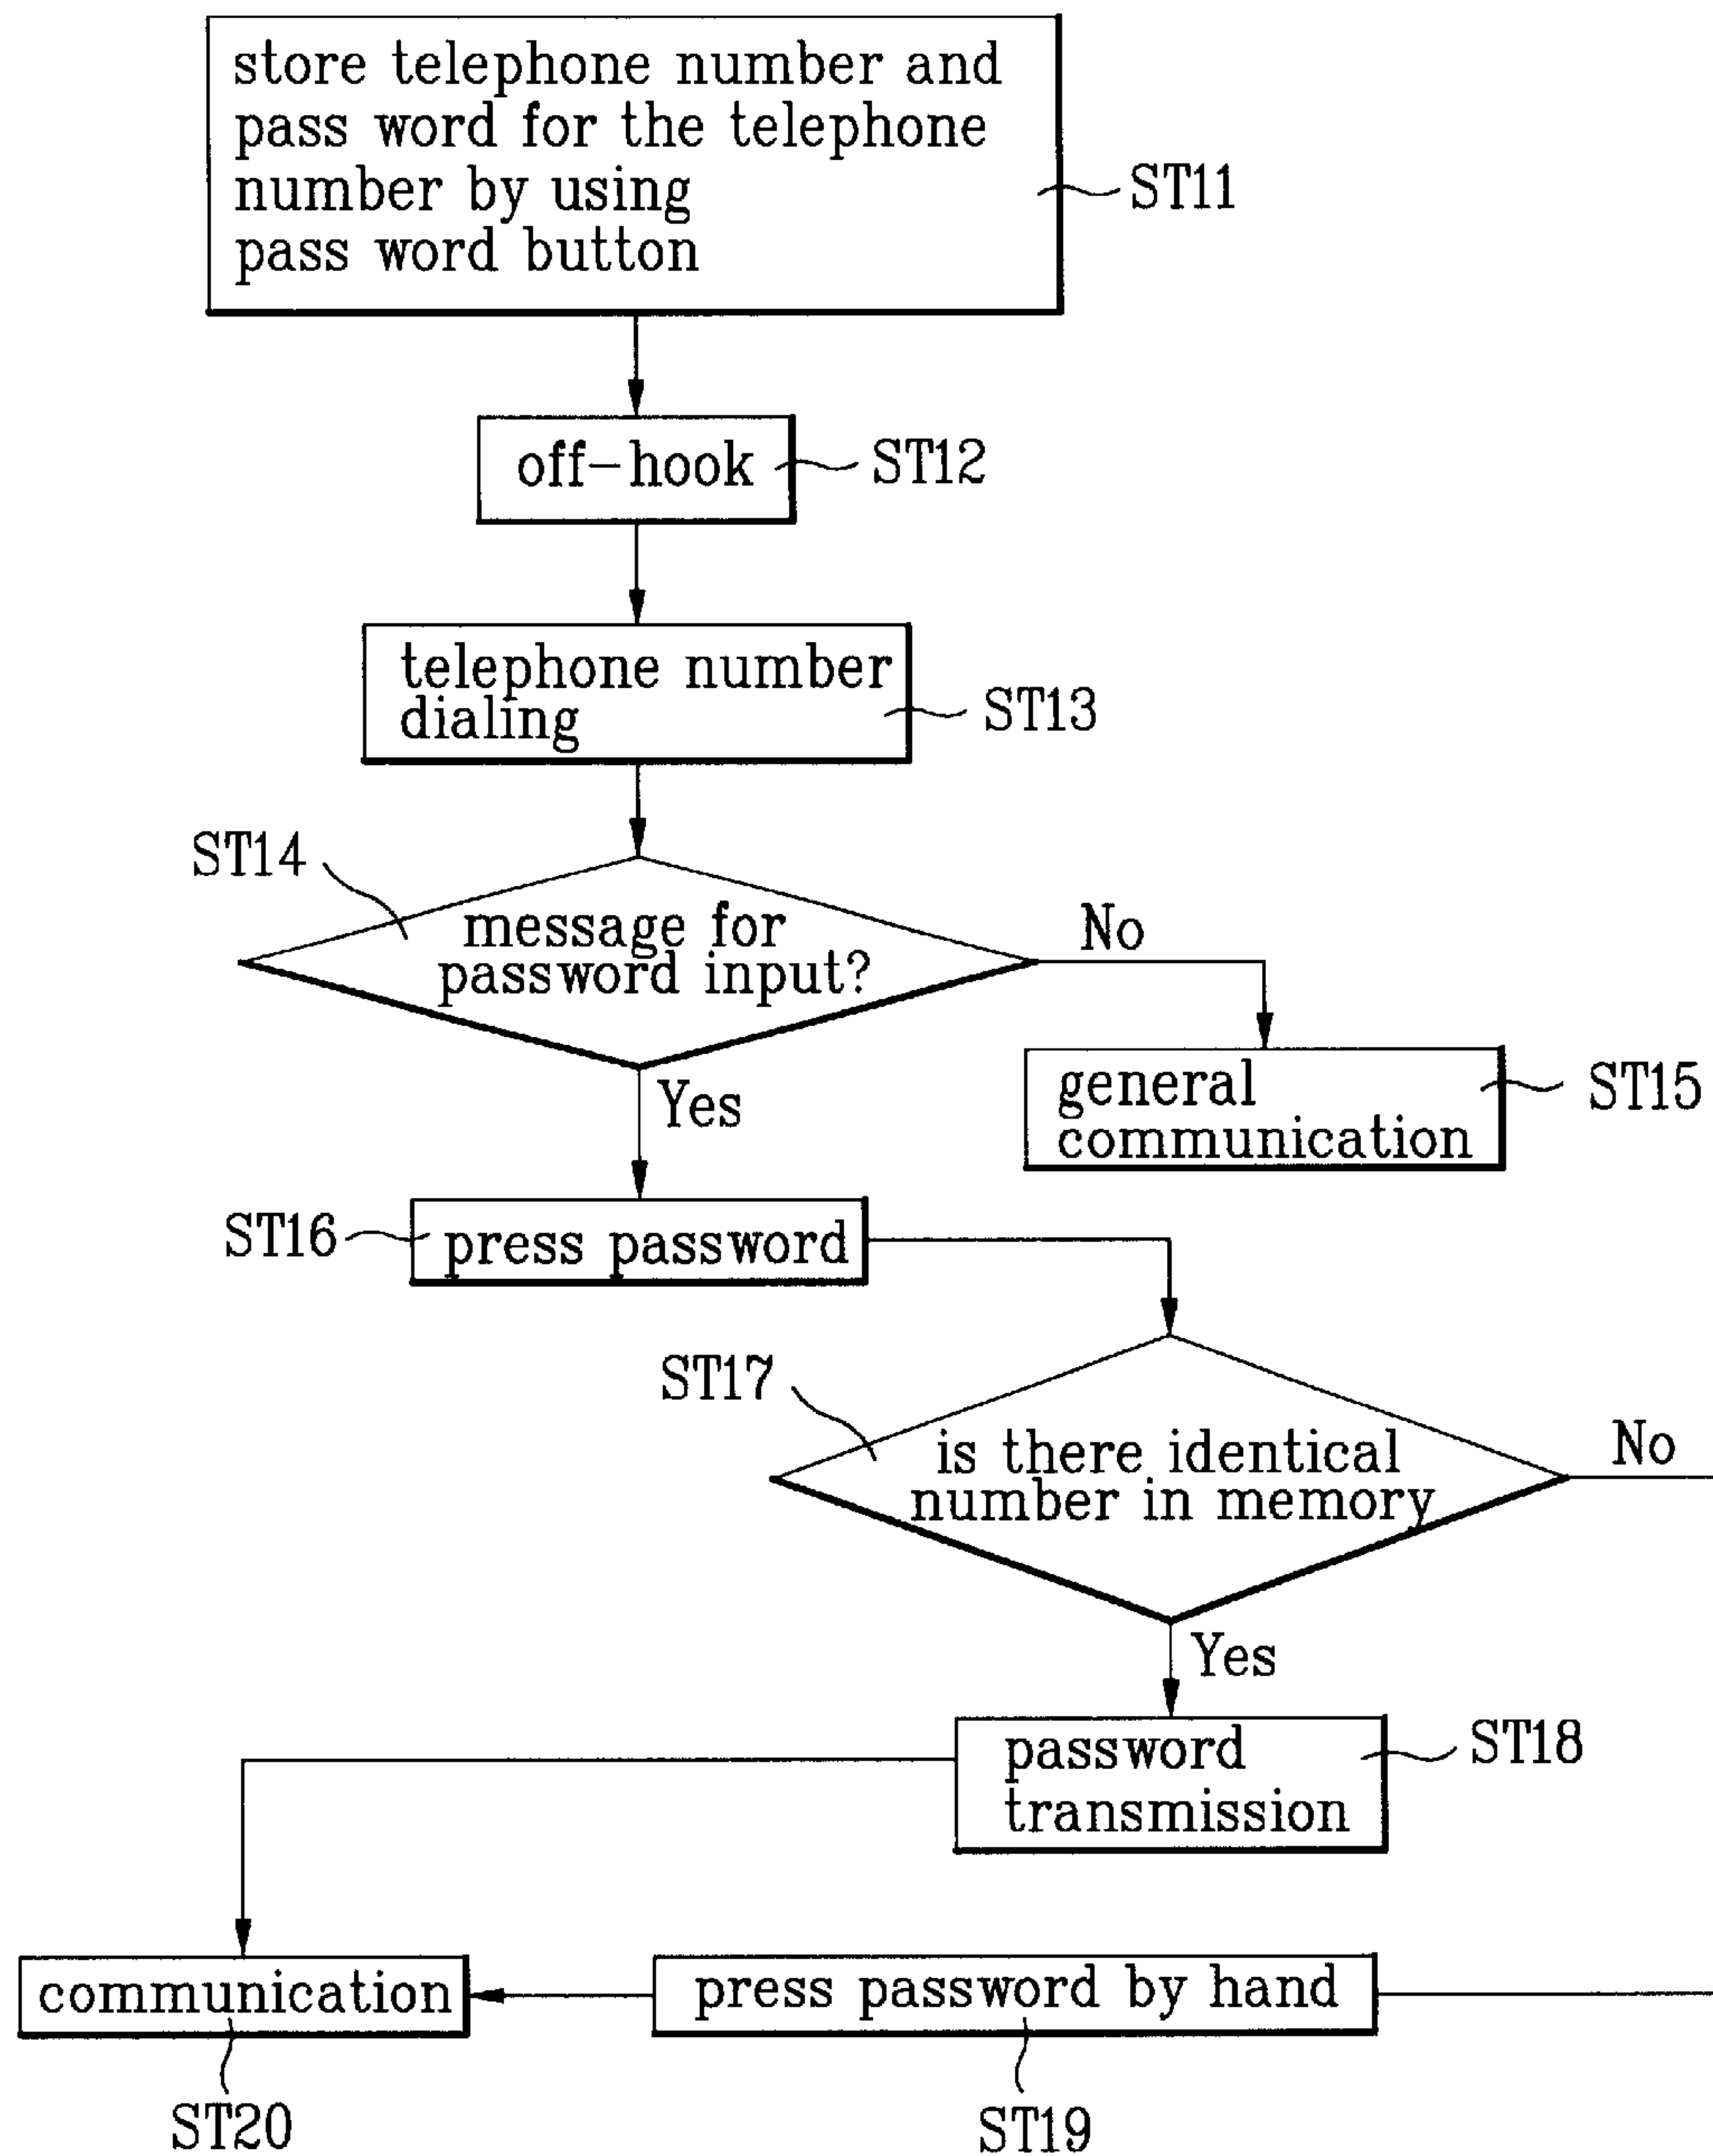 store telephone number and
pass word for the telephone
number by using
pass word button
ST11
off-hook
ST12
telephone number
dialing
ST13
ST14
message for
password input?
No
Yes
general
communication
ST15
ST16
press password
ST17
is there identical
number in memory
No
Yes
password
transmission
ST18
communication
press password by hand
ST20
ST19